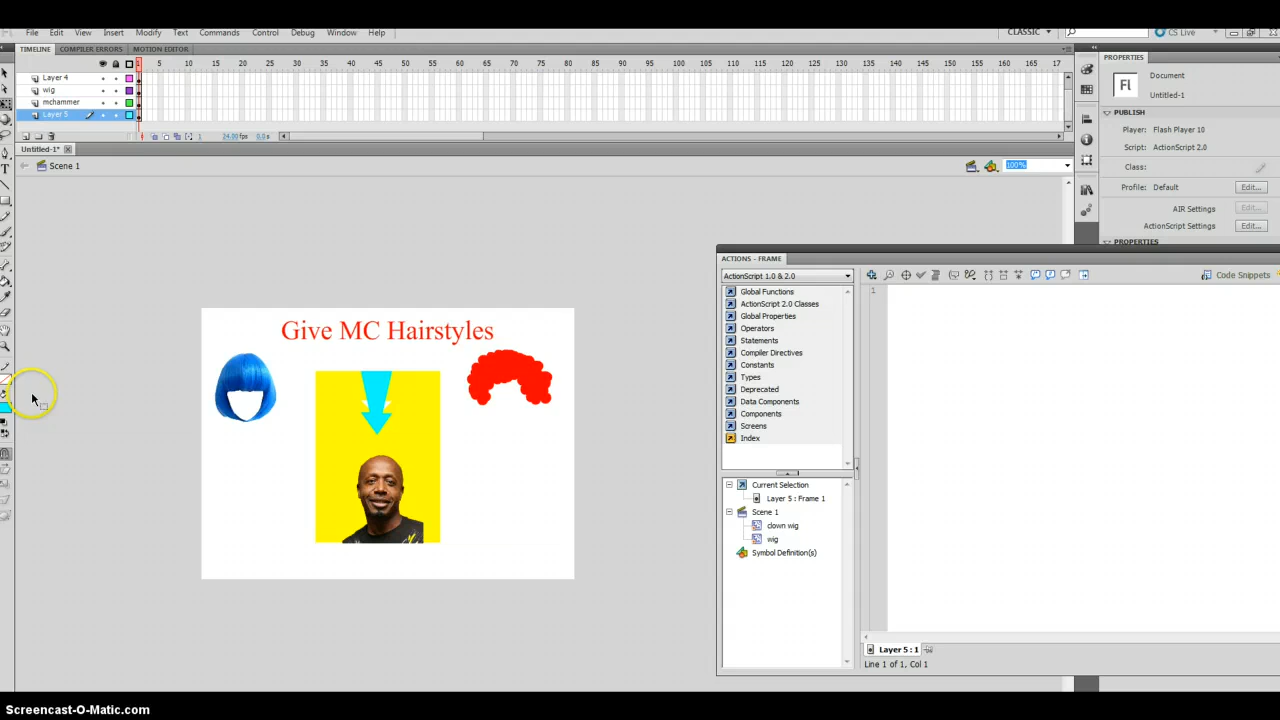 File Edit View Insert Modify Text Commands Control Debug Window Help CLASSIC CS Live
TIMELINE COMPILER ERRORS MOTION EDITOR
5 10 15 20 25 30 35 40 45 50 55 60 65 70 75 80 85 90 95 100 105 110 115 120 125 130 135 140 145 150 155 160 165 17
Layer 4
wig
mchammer
Layer 5
1 24.00fps 0.0s
Untitled-1*
Scene 1 100%
PROPERTIES
Document
Fl
Untitled-1
PUBLISH
Player: Flash Player 10
Script: ActionScript 2.0
Class:
Profile: Default Edit...
AIR Settings Edit...
ActionScript Settings Edit...
PROPERTIES
Give MC Hairstyles
ACTIONS - FRAME
ActionScript 1.0 & 2.0
Code Snippets
Global Functions
ActionScript 2.0 Classes
Global Properties
Operators
Statements
Compiler Directives
Constants
Types
Deprecated
Data Components
Components
Screens
Index
Current Selection
Layer 5 : Frame 1
Scene 1
clown wig
wig
Symbol Definition(s)
1
Layer 5 : 1
Line 1 of 1, Col 1
Screencast-O-Matic.com